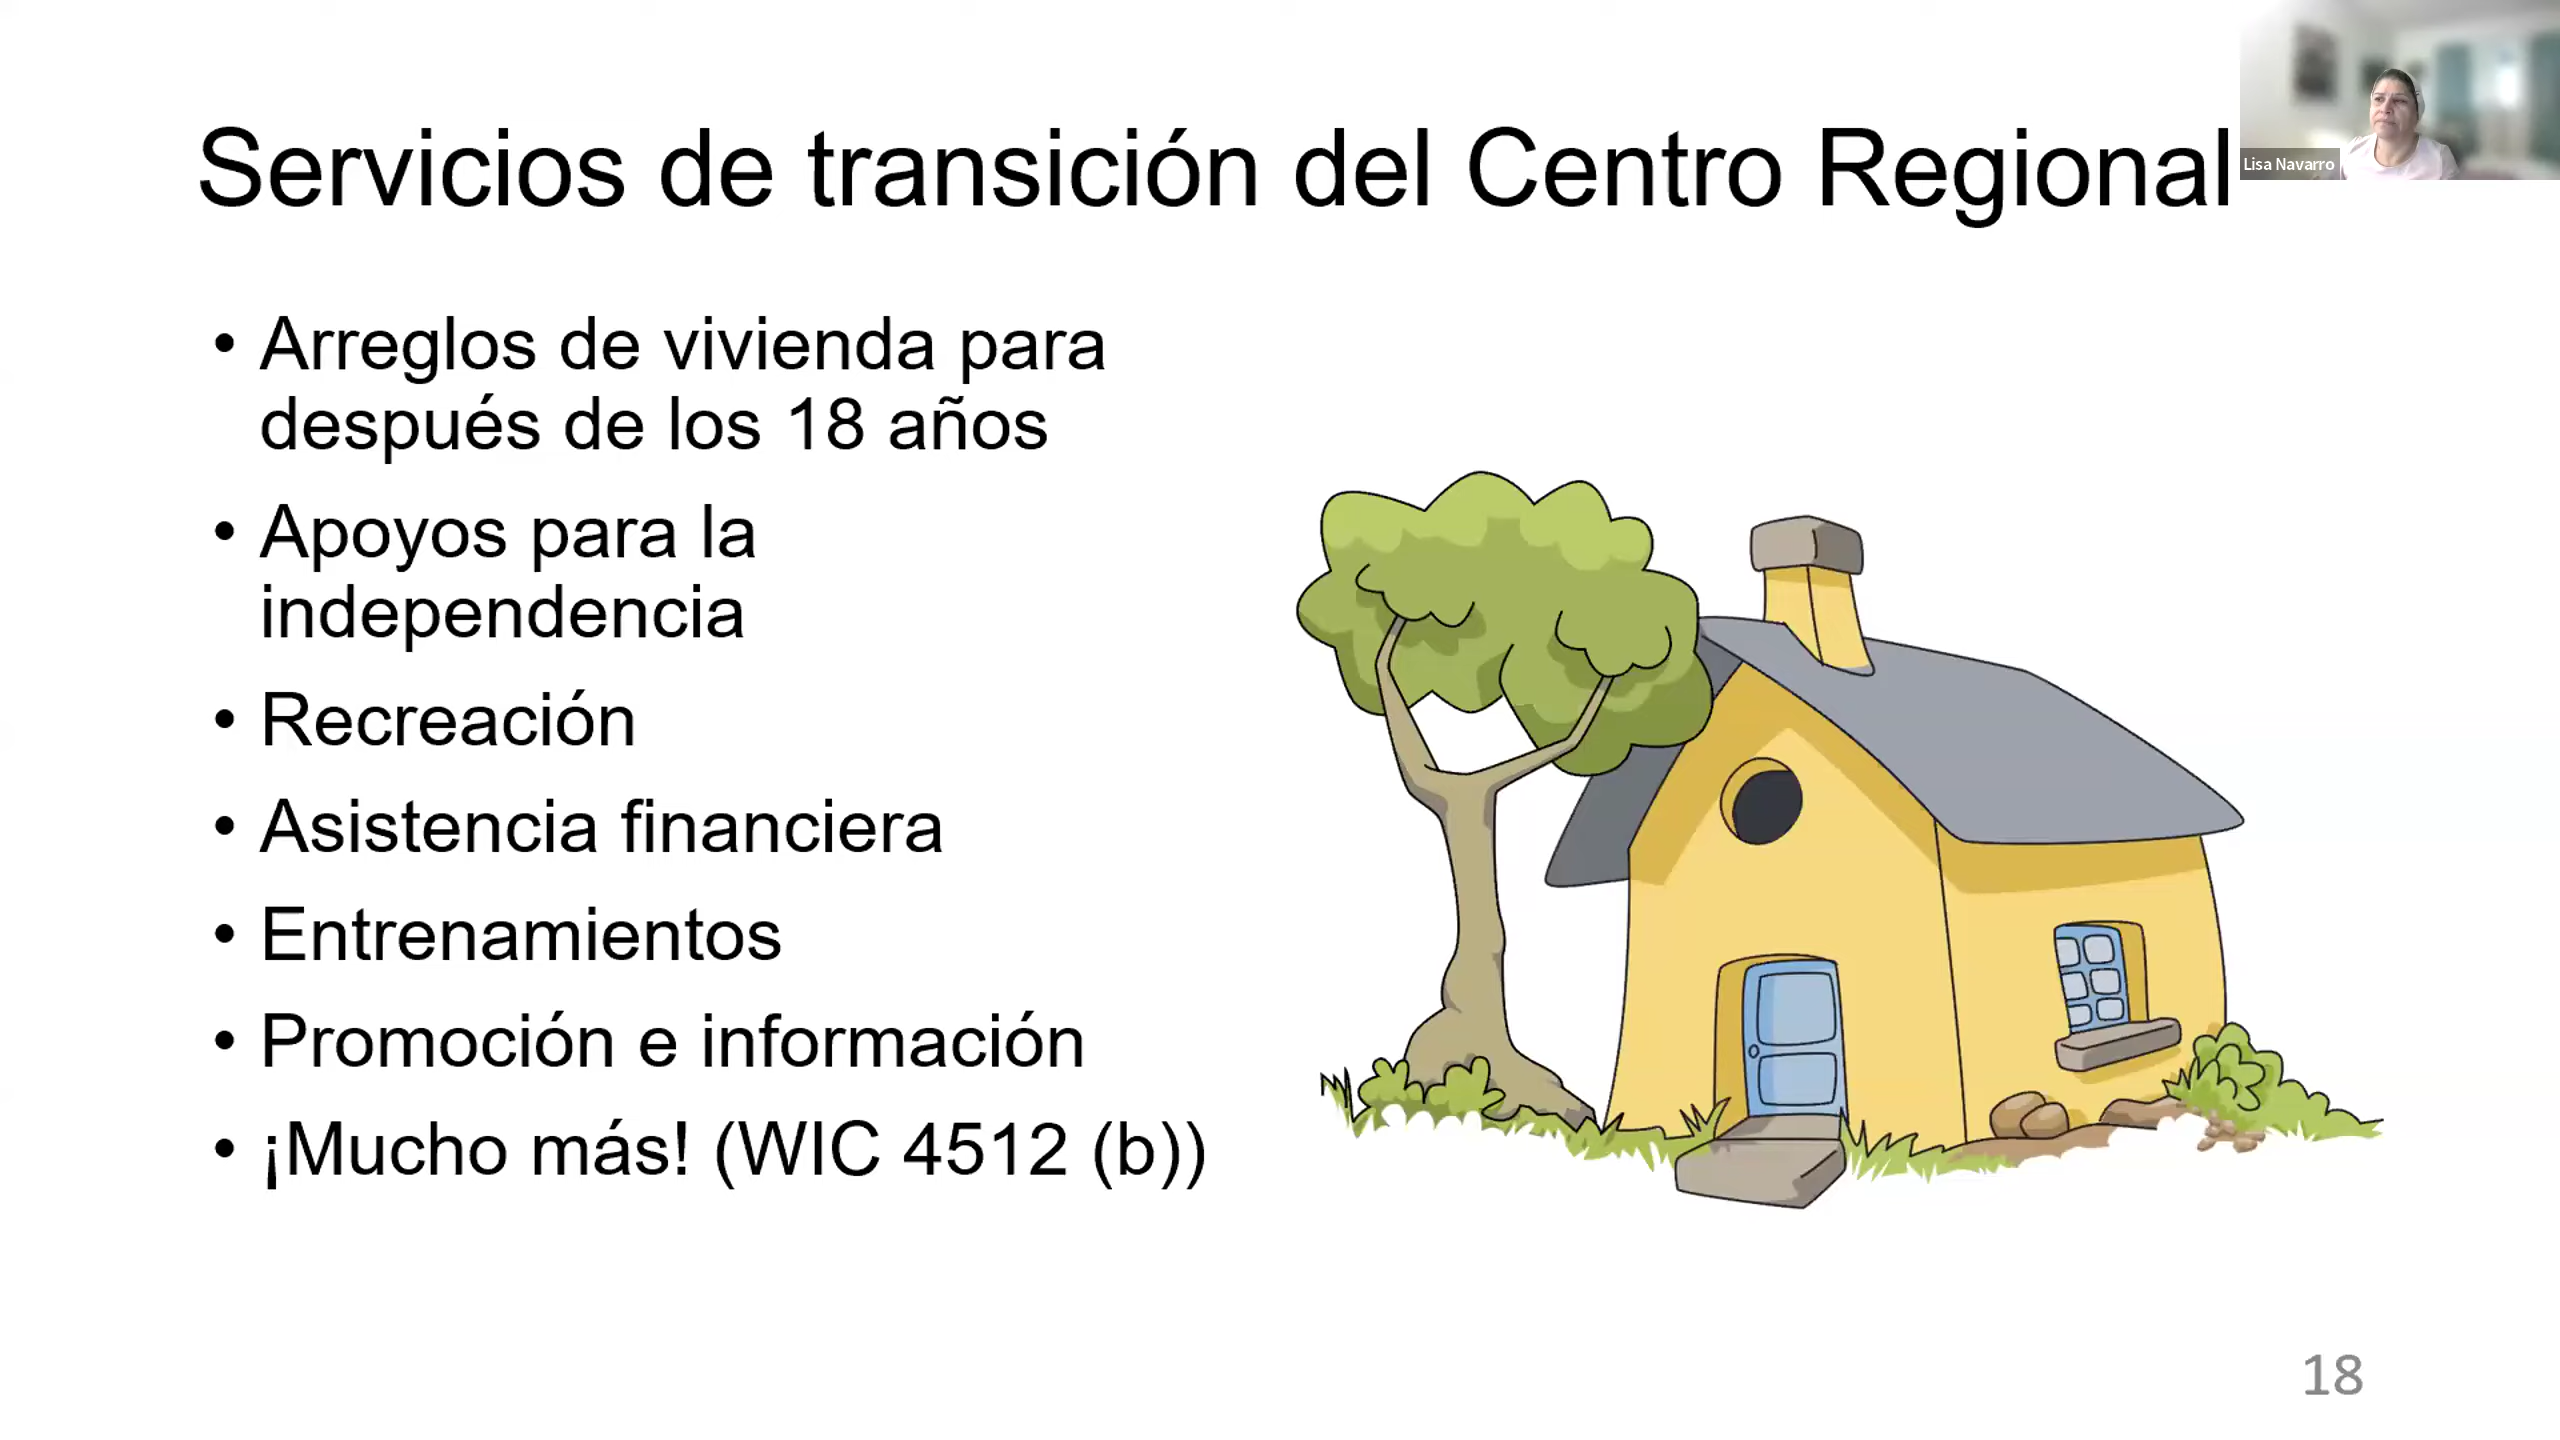 Lisa Navarro
Servicios de transición del Centro Regional
• Arreglos de vivienda para
después de los 18 años
• Apoyos para la
independencia
• Recreación
• Asistencia financiera
• Entrenamientos
• Promoción e información
• ¡Mucho más! (WIC 4512 (b))
18